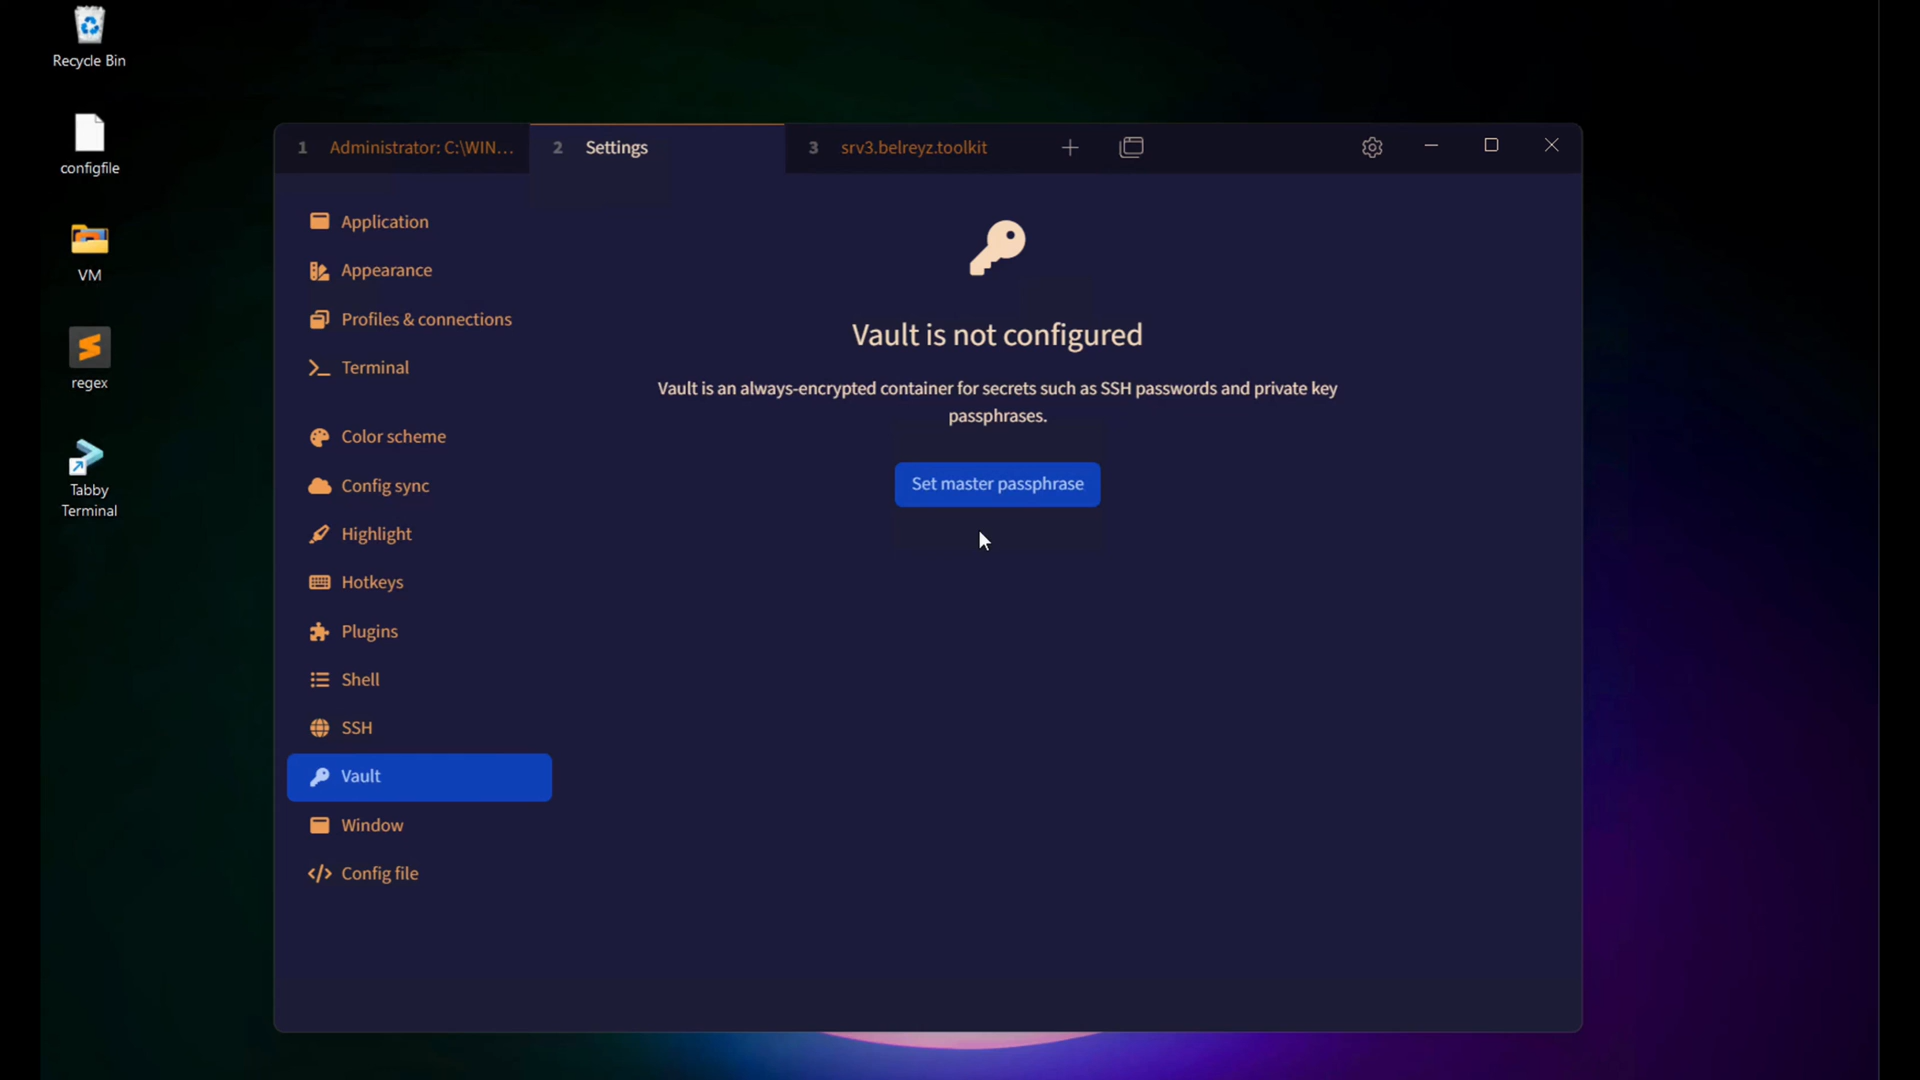 Recycle Bin
configfile
VM
regex
Tabby
Terminal
1 Administrator: C:\WIN...
2 Settings
3 srv3.belreyz.toolkit
Application
Appearance
Profiles & connections
Terminal
Color scheme
Config sync
Highlight
Hotkeys
Plugins
Shell
SSH
Vault
Window
Config file
Vault is not configured
Vault is an always-encrypted container for secrets such as SSH passwords and private key
passphrases.
Set master passphrase